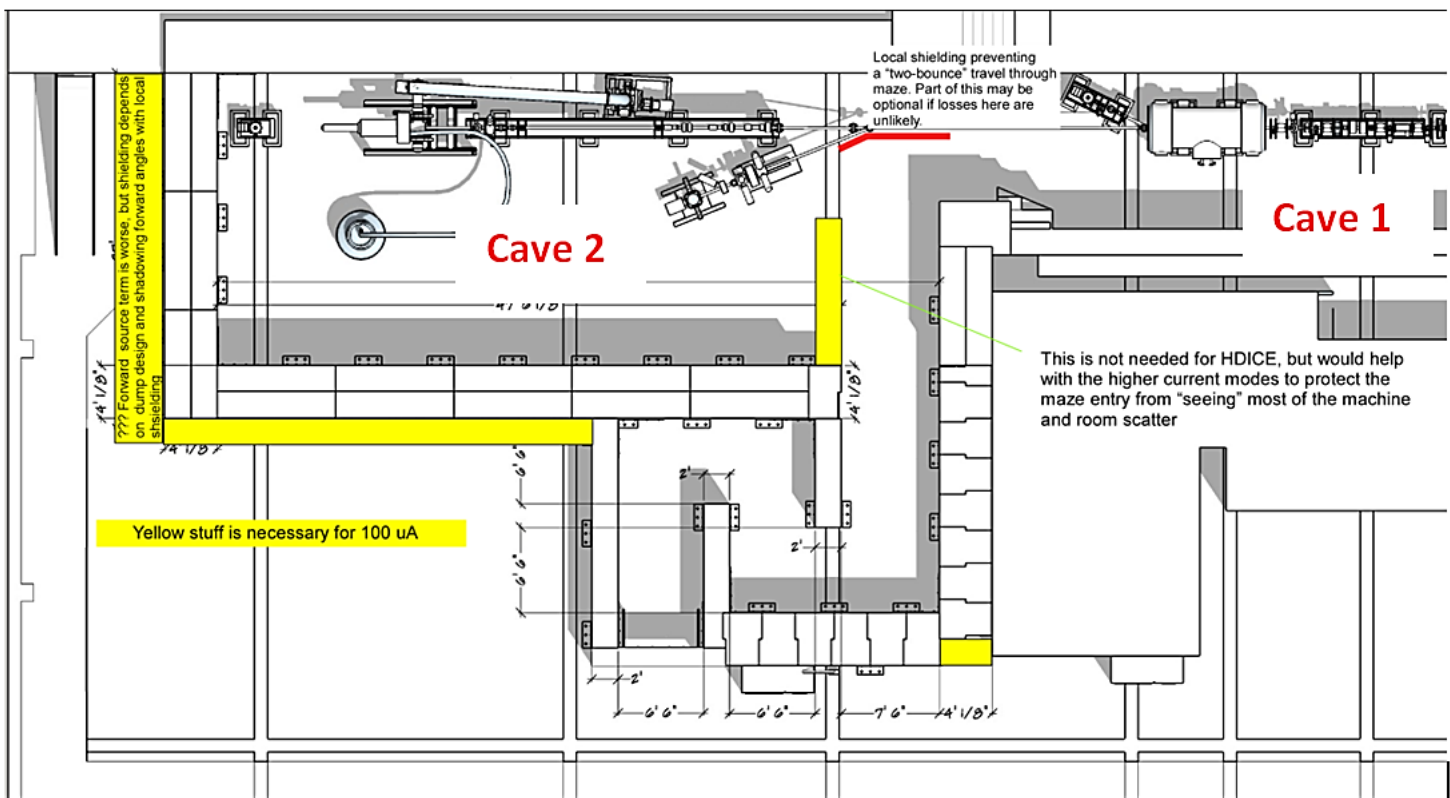 Local shielding preventing
a "two-bounce" travel through
maze. Part of this may be
optional if losses here are
unlikely.
Cave 1
Cave 2
??? Forward source term is worse, but shielding depends
on dump design and shadowing forward angles with local
shsielding
This is not needed for HDICE, but would help
with the higher current modes to protect the
maze entry from "seeing" most of the machine
and room scatter
4' 1/8"
4' 1/8"
4' 1/8"
6' 6"
2'
Yellow stuff is necessary for 100 uA
2'
6' 6"
2'
6' 6"
6' 6"
7' 6"
4' 1/8"